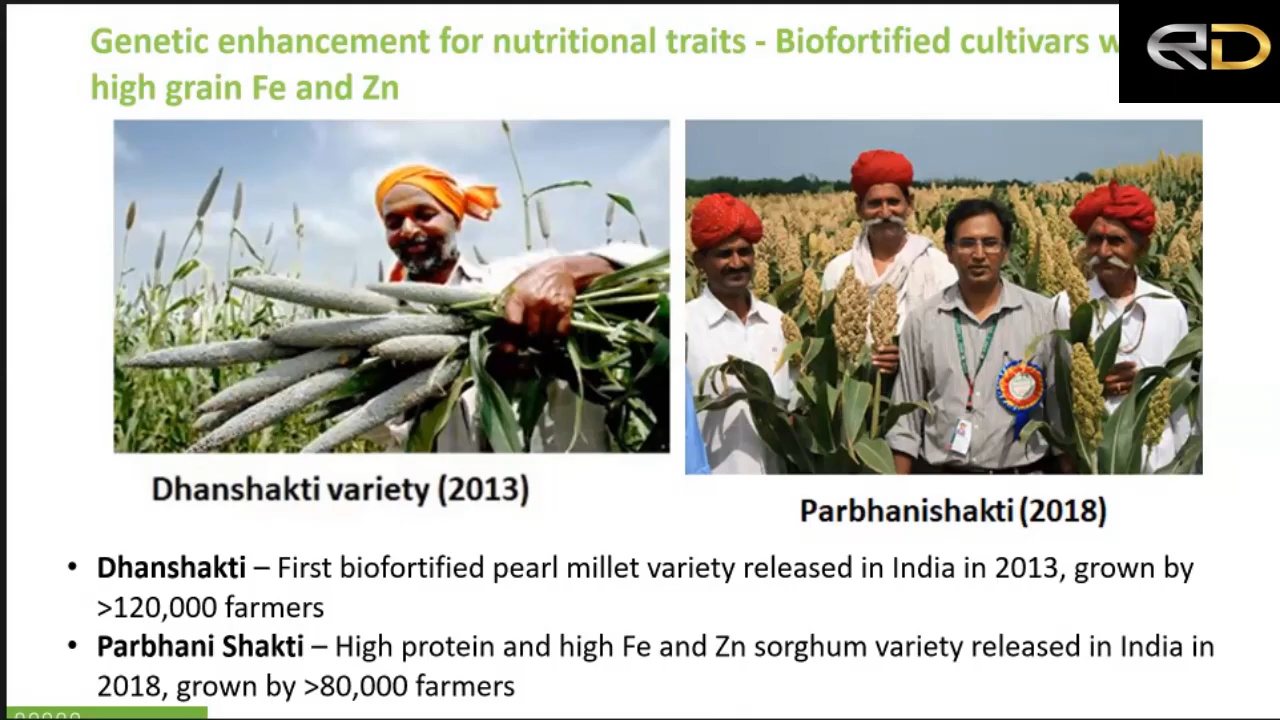 Genetic enhancement for nutritional traits - Biofortified cultivars
high grain Fe and Zn
RD
Dhanshakti variety (2013)
Parbhanishakti (2018)
• Dhanshakti – First biofortified pearl millet variety released in India in 2013, grown by
>120,000 farmers
• Parbhani Shakti – High protein and high Fe and Zn sorghum variety released in India in
2018, grown by >80,000 farmers